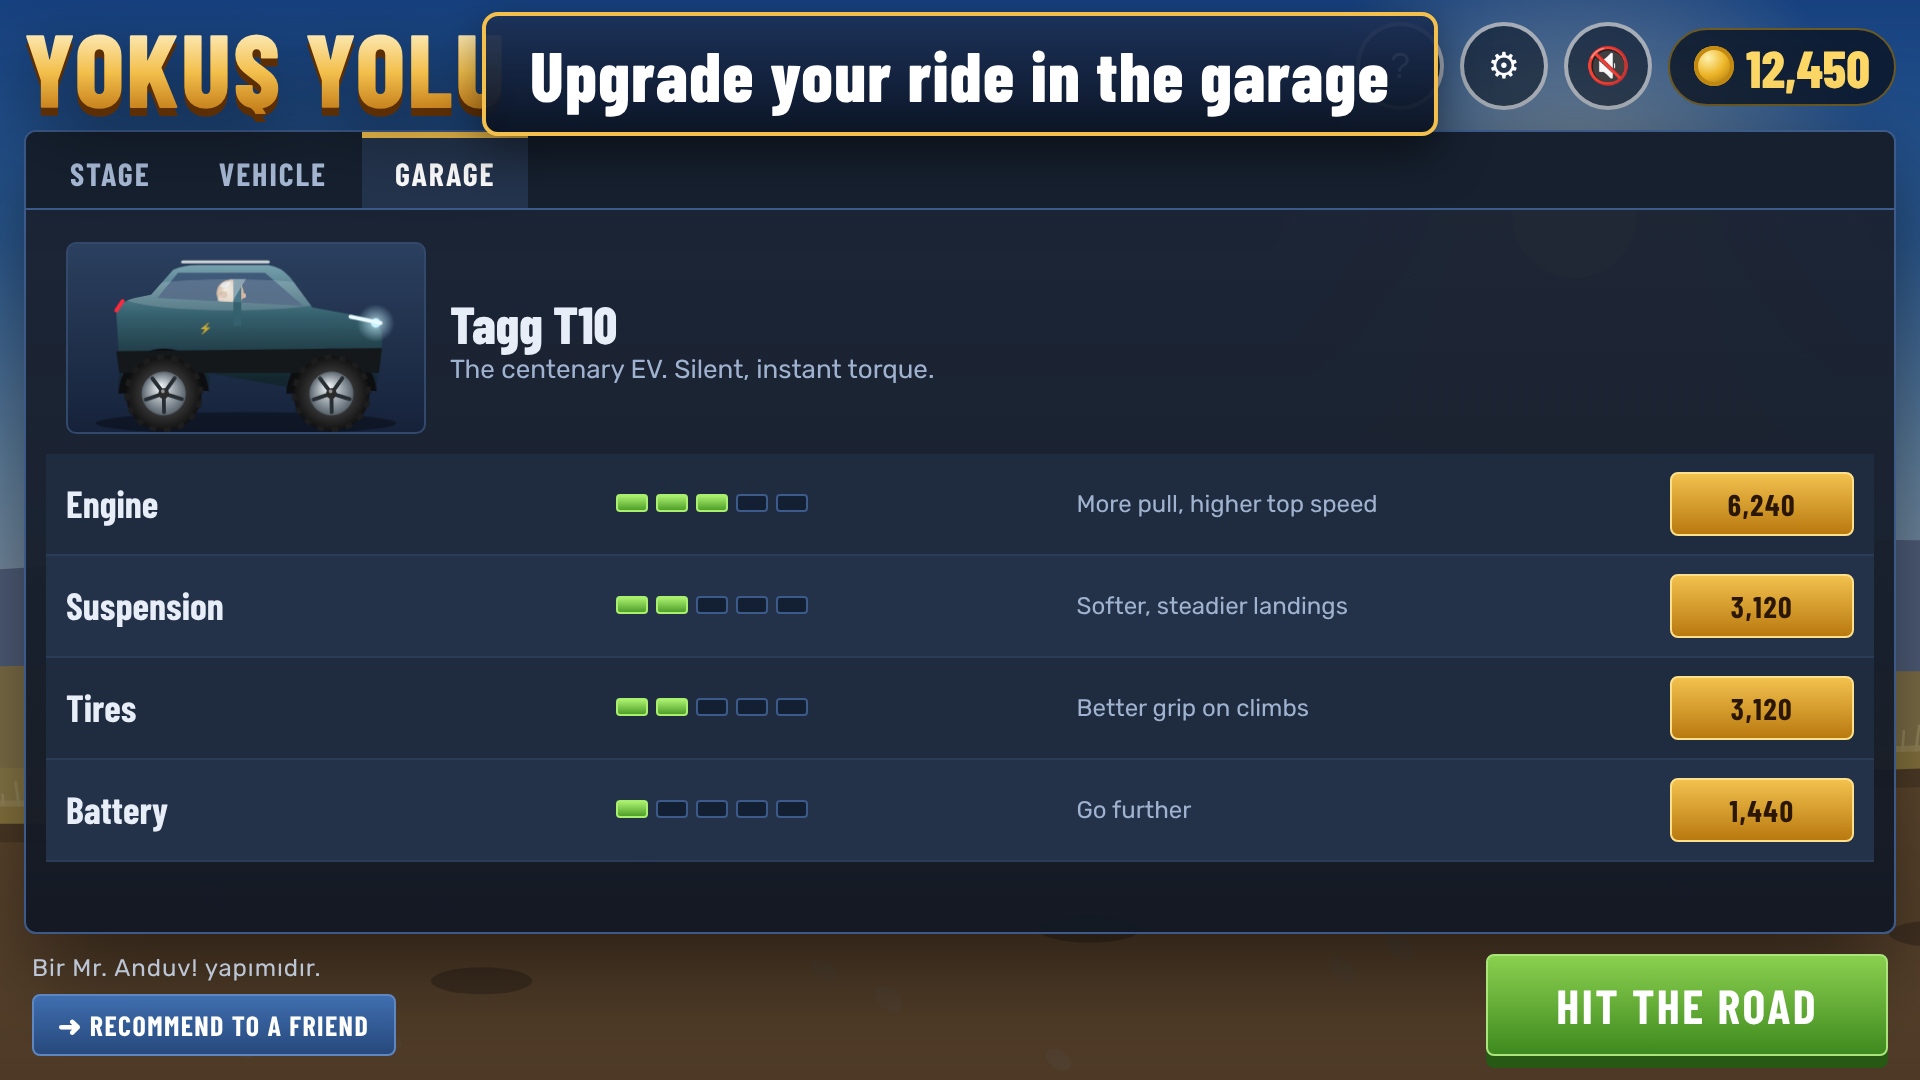 YOKUŞ YOLU
Upgrade your ride in the garage
?
12,450
STAGE
VEHICLE
GARAGE
Tagg T10
The centenary EV. Silent, instant torque.
Engine
More pull, higher top speed
6,240
Suspension
Softer, steadier landings
3,120
Tires
Better grip on climbs
3,120
Battery
Go further
1,440
Bir Mr. Anduv! yapımıdır.
➜ RECOMMEND TO A FRIEND
HIT THE ROAD